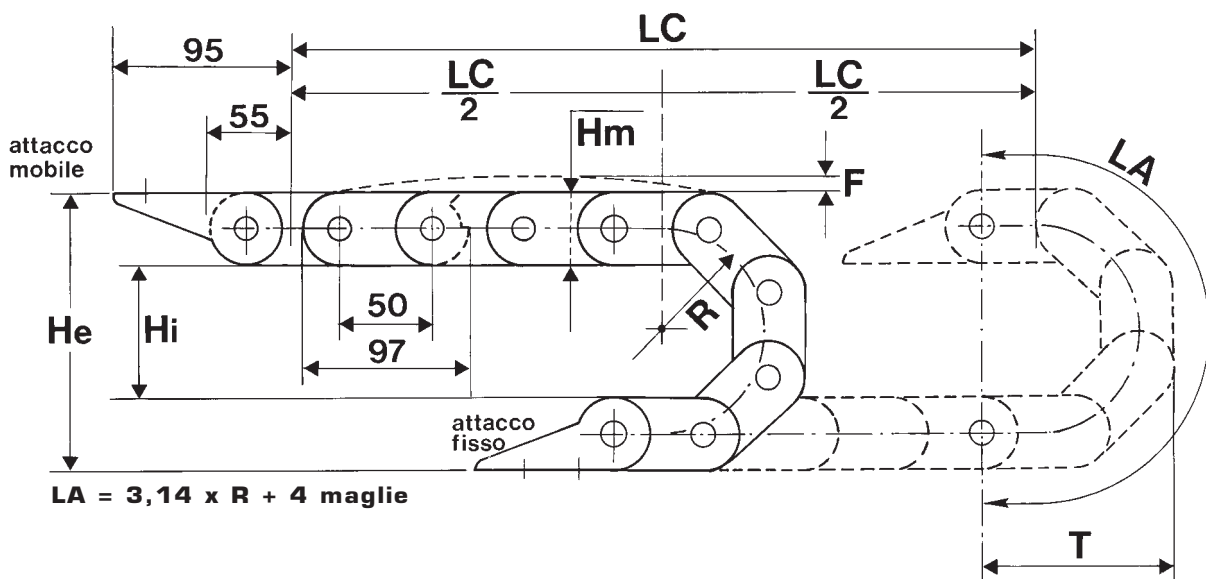 LC
95
LC
2
LC
2
55
Hm
attacco
mobile
F
LA
50
He
Hi
R
97
attacco
fisso
LA = 3,14 x R + 4 maglie
T